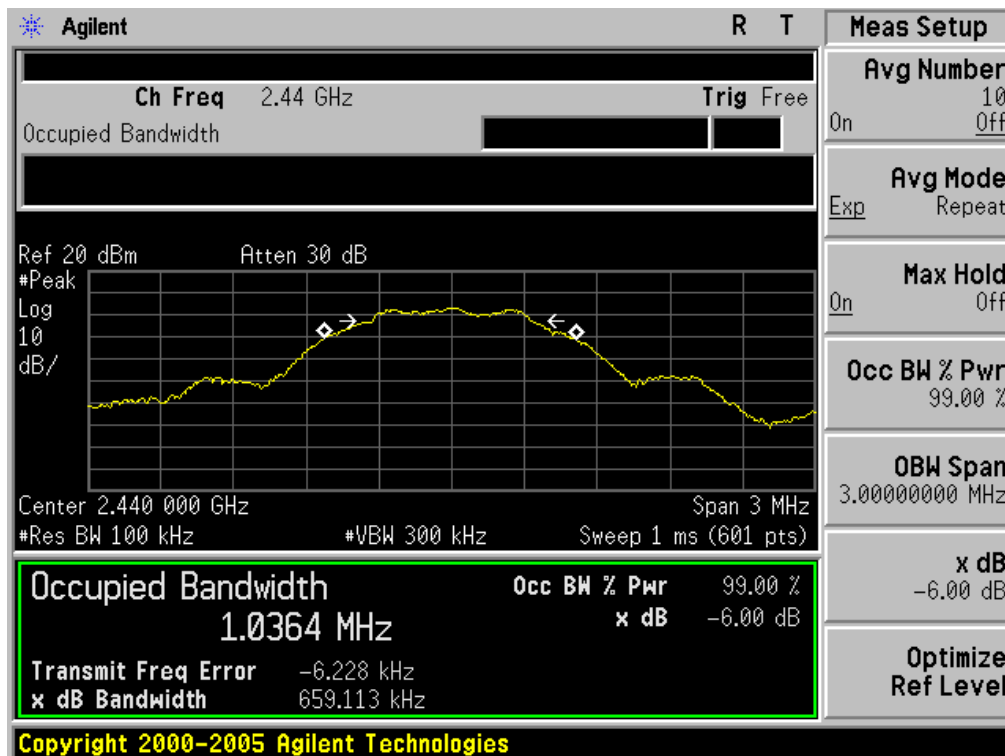 Agilent R T
Meas Setup
Ch Freq 2.44 GHz Trig Free
Occupied Bandwidth
Ref 20 dBm Atten 30 dB
#Peak
Log
10
dB/
Center 2.440 000 GHz Span 3 MHz
#Res BW 100 kHz #VBW 300 kHz Sweep 1 ms (601 pts)
Occupied Bandwidth Occ BW % Pwr 99.00 %
1.0364 MHz x dB -6.00 dB
Transmit Freq Error -6.228 kHz
x dB Bandwidth 659.113 kHz
Avg Number
10
On Off
Avg Mode
Exp Repeat
Max Hold
On Off
Occ BW % Pwr
99.00 %
OBW Span
3.00000000 MHz
x dB
-6.00 dB
Optimize
Ref Level
Copyright 2000-2005 Agilent Technologies